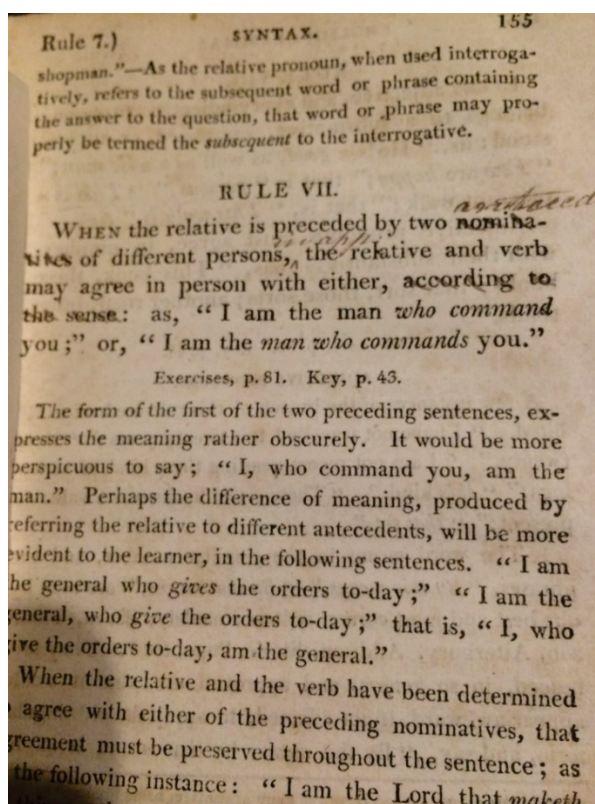 Rule 7.) SYNTAX. 155
shopman."—As the relative pronoun, when used interroga-
tively, refers to the subsequent word or phrase containing
the answer to the question, that word or phrase may pro-
perly be termed the subsequent to the interrogative.
RULE VII.
WHEN the relative is preceded by two nomina-
tives of different persons, the relative and verb
may agree in person with either, according to
the sense: as, "I am the man who command
you;" or, "I am the man who commands you."
Exercises, p. 81. Key, p. 43.
The form of the first of the two preceding sentences, ex-
presses the meaning rather obscurely. It would be more
perspicuous to say; "I, who command you, am the
man." Perhaps the difference of meaning, produced by
referring the relative to different antecedents, will be more
evident to the learner, in the following sentences. "I am
he general who gives the orders to-day;" "I am the
eneral, who give the orders to-day;" that is, "I, who
give the orders to-day, am the general."
When the relative and the verb have been determined
agree with either of the preceding nominatives, that
greement must be preserved throughout the sentence; as
the following instance: "I am the Lord that maketh